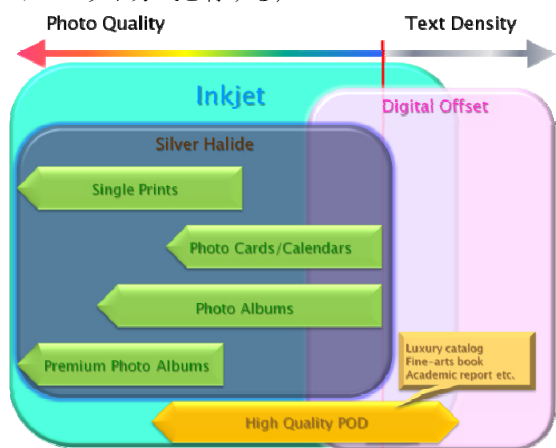 Photo Quality
Text Density
Inkjet
Digital Offset
Silver Halide
Single Prints
Photo Cards/Calendars
Photo Albums
Premium Photo Albums
Luxury catalog
Fine-arts book
Academic report etc.
High Quality POD